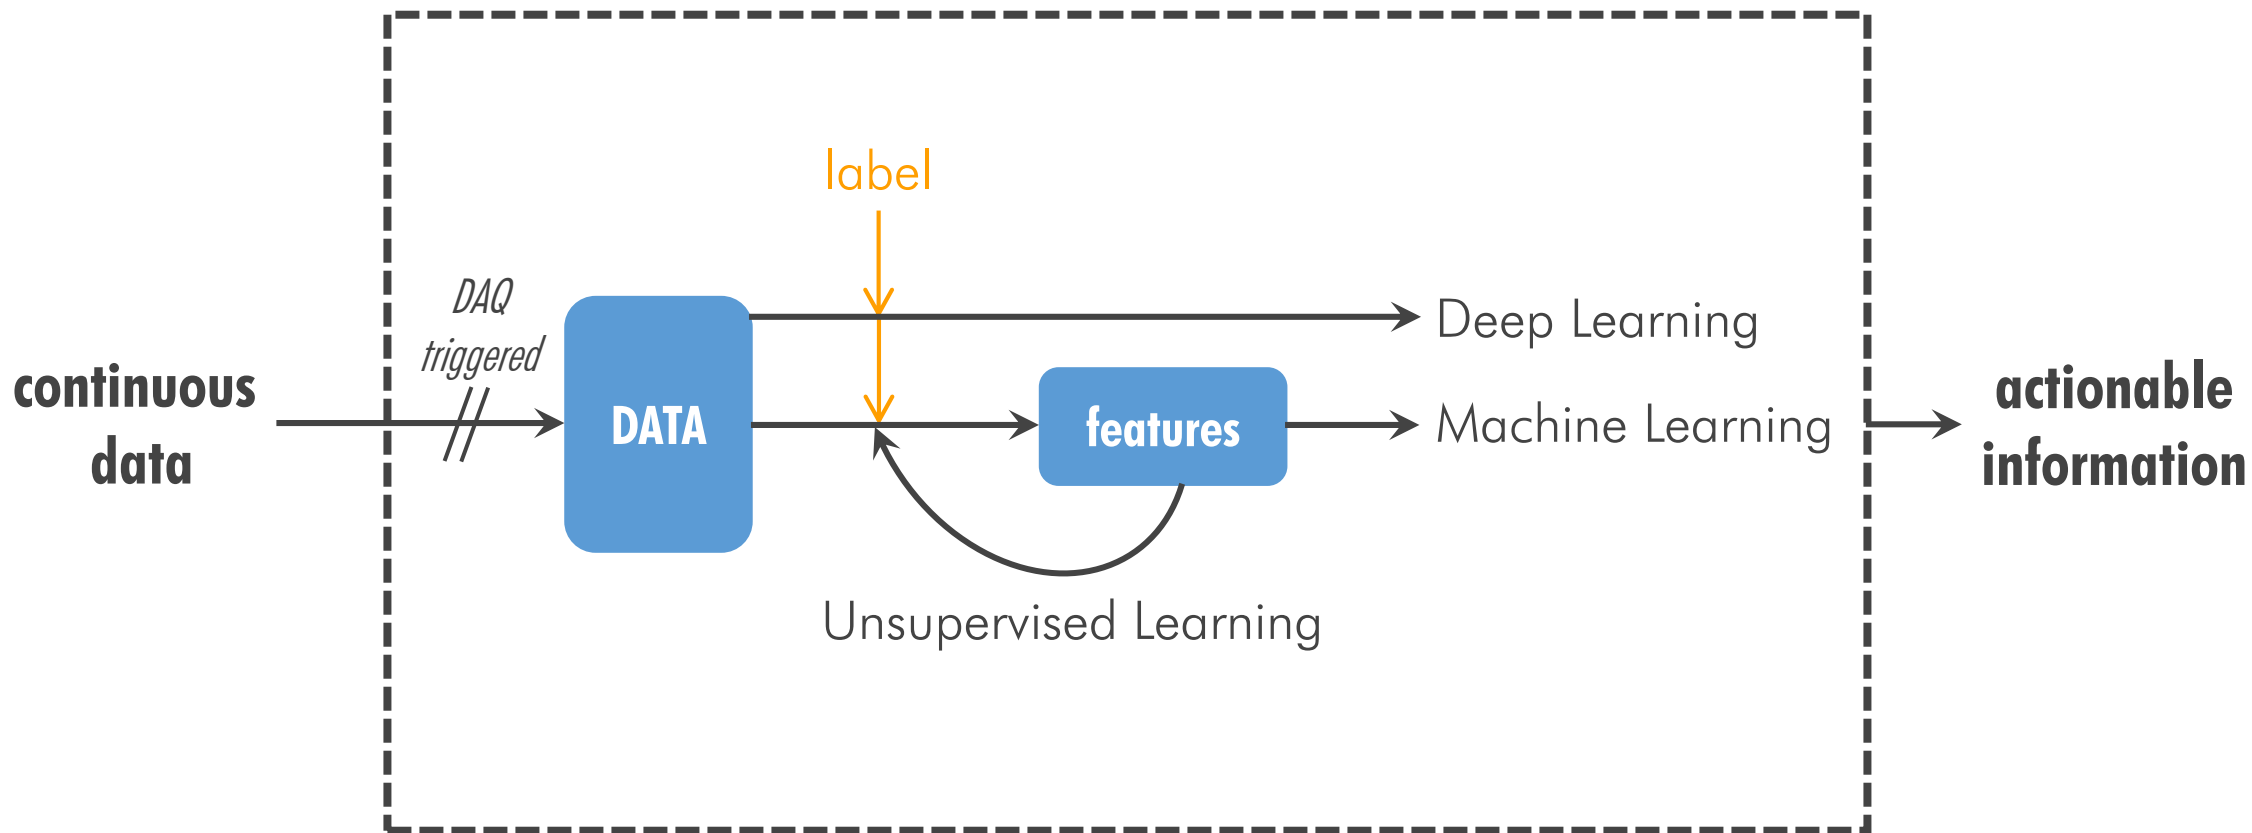 label
DAQ
triggered
continuous
data
DATA
features
Deep Learning
Machine Learning
Unsupervised Learning
actionable
information